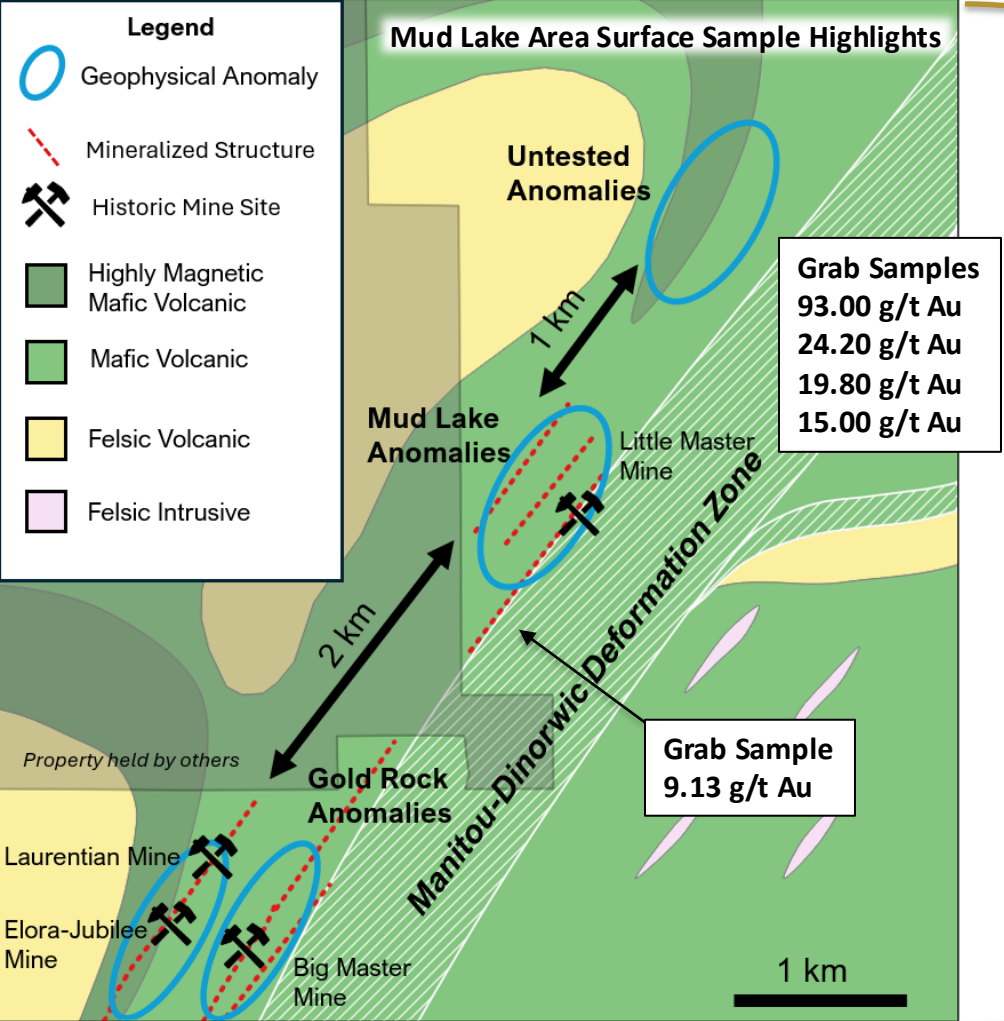 Legend
Geophysical Anomaly
Mineralized Structure
Historic Mine Site
Highly Magnetic
Mafic Volcanic
Mafic Volcanic
Felsic Volcanic
Felsic Intrusive
Mud Lake Area Surface Sample Highlights
Untested
Anomalies
1 km
Grab Samples
93.00 g/t Au
24.20 g/t Au
19.80 g/t Au
15.00 g/t Au
Mud Lake
Anomalies
Little Master
Mine
Manitou-Dinorwic Deformation Zone
2 km
Grab Sample
9.13 g/t Au
Property held by others
Gold Rock
Anomalies
Laurentian Mine
Elora-Jubilee
Mine
Big Master
Mine
1 km